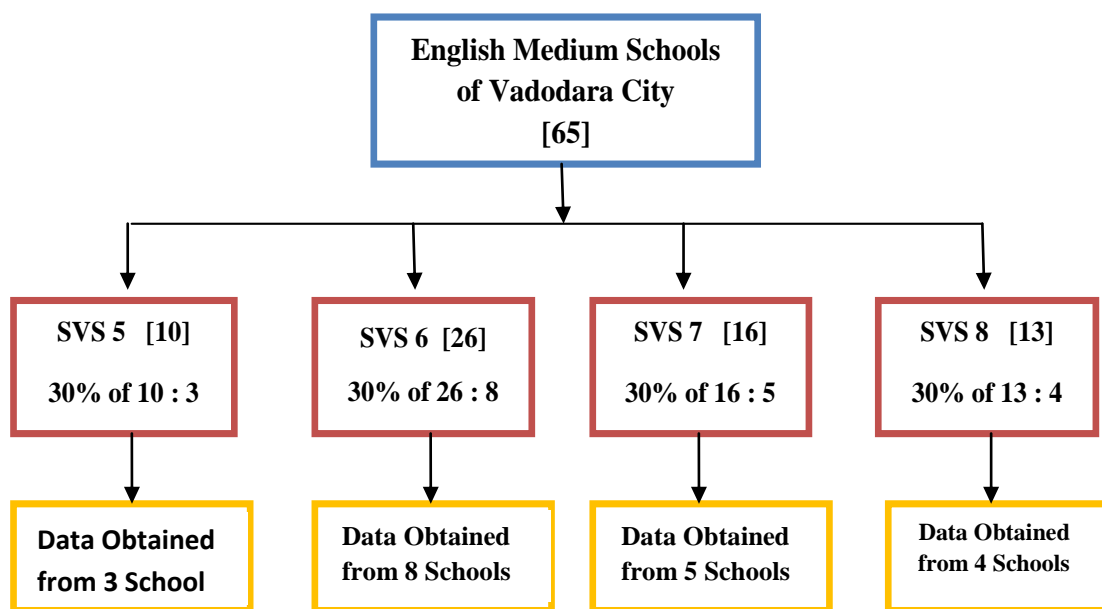 English Medium Schools
of Vadodara City
[65]
SVS 5 [10]
30% of 10 : 3
SVS 6 [26]
30% of 26 : 8
SVS 7 [16]
30% of 16 : 5
SVS 8 [13]
30% of 13 : 4
Data Obtained
from 3 School
Data Obtained
from 8 Schools
Data Obtained
from 5 Schools
Data Obtained
from 4 Schools